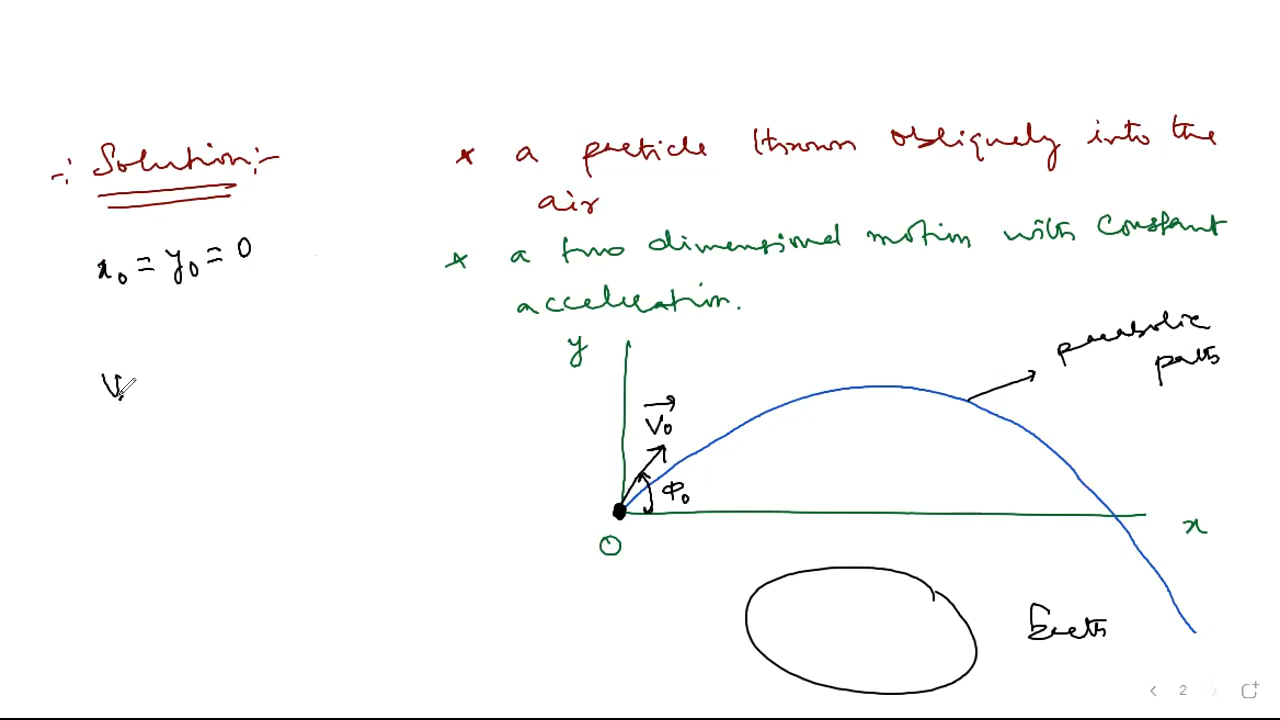 ∴ Solution :-
x₀ = y₀ = 0
V
* a particle thrown obliquely into the
air
* a two dimensional motion with constant
acceleration.
y
parabolic
path
V₀
Φ₀
x
O
Earth
2